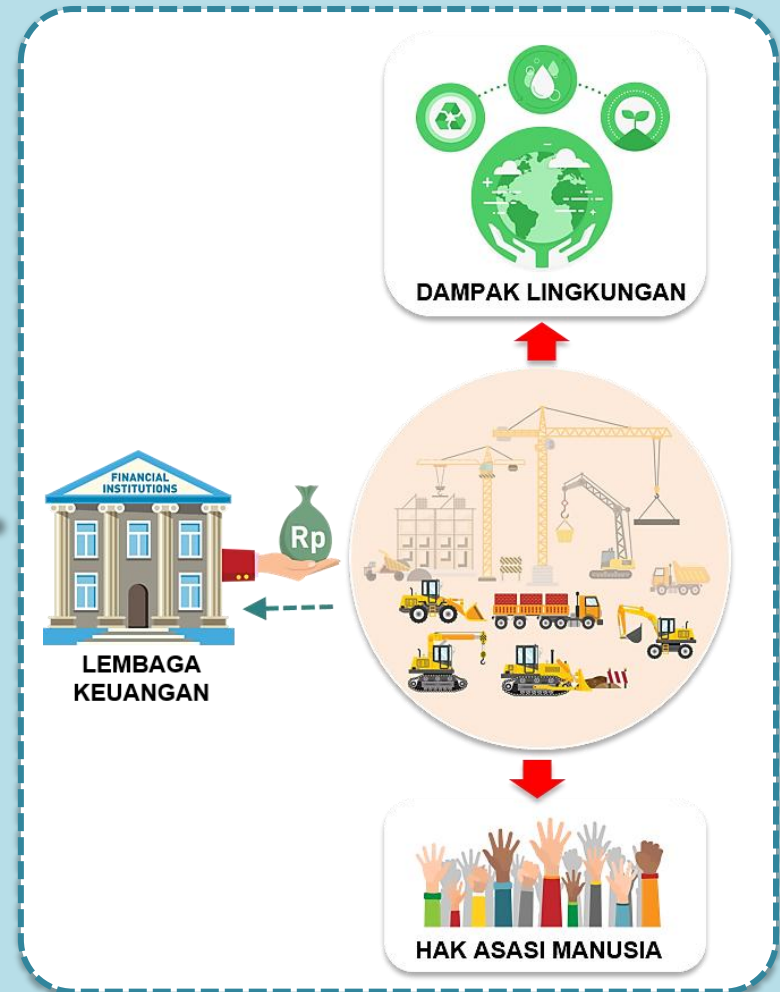 DAMPAK LINGKUNGAN
FINANCIAL
INSTITUTIONS
Rp
LEMBAGA
KEUANGAN
HAK ASASI MANUSIA